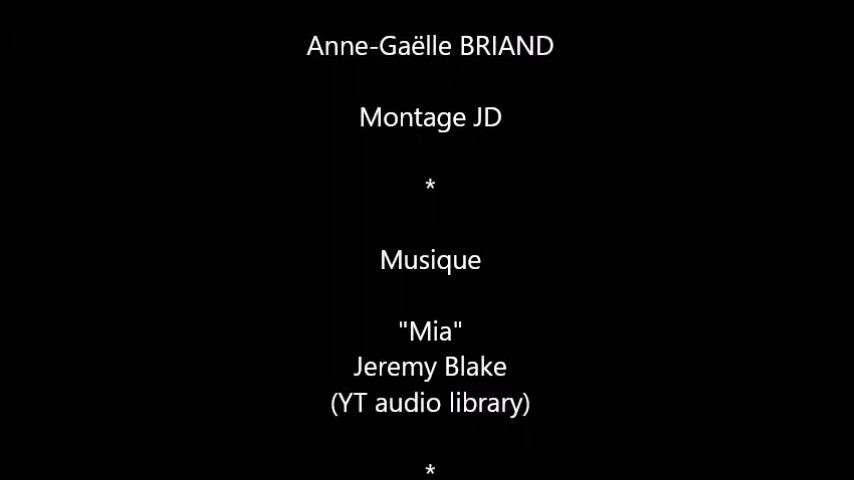 Anne-Gaëlle BRIAND
Montage JD
*
Musique
"Mia"
Jeremy Blake
(YT audio library)
*